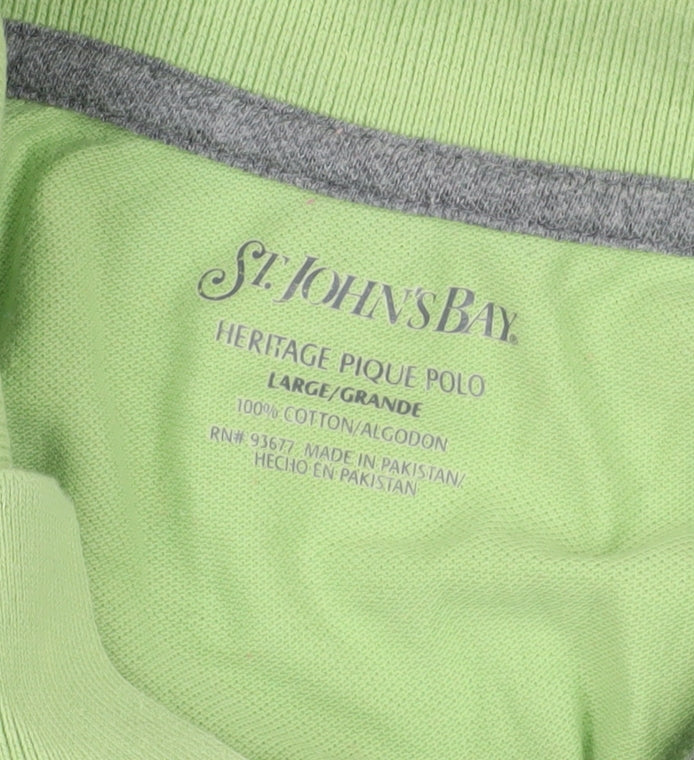 ST. JOHN'S BAY®
HERITAGE PIQUE POLO
LARGE/GRANDE
100% COTTON/ALGODON
RN# 93677 MADE IN PAKISTAN/
HECHO EN PAKISTAN